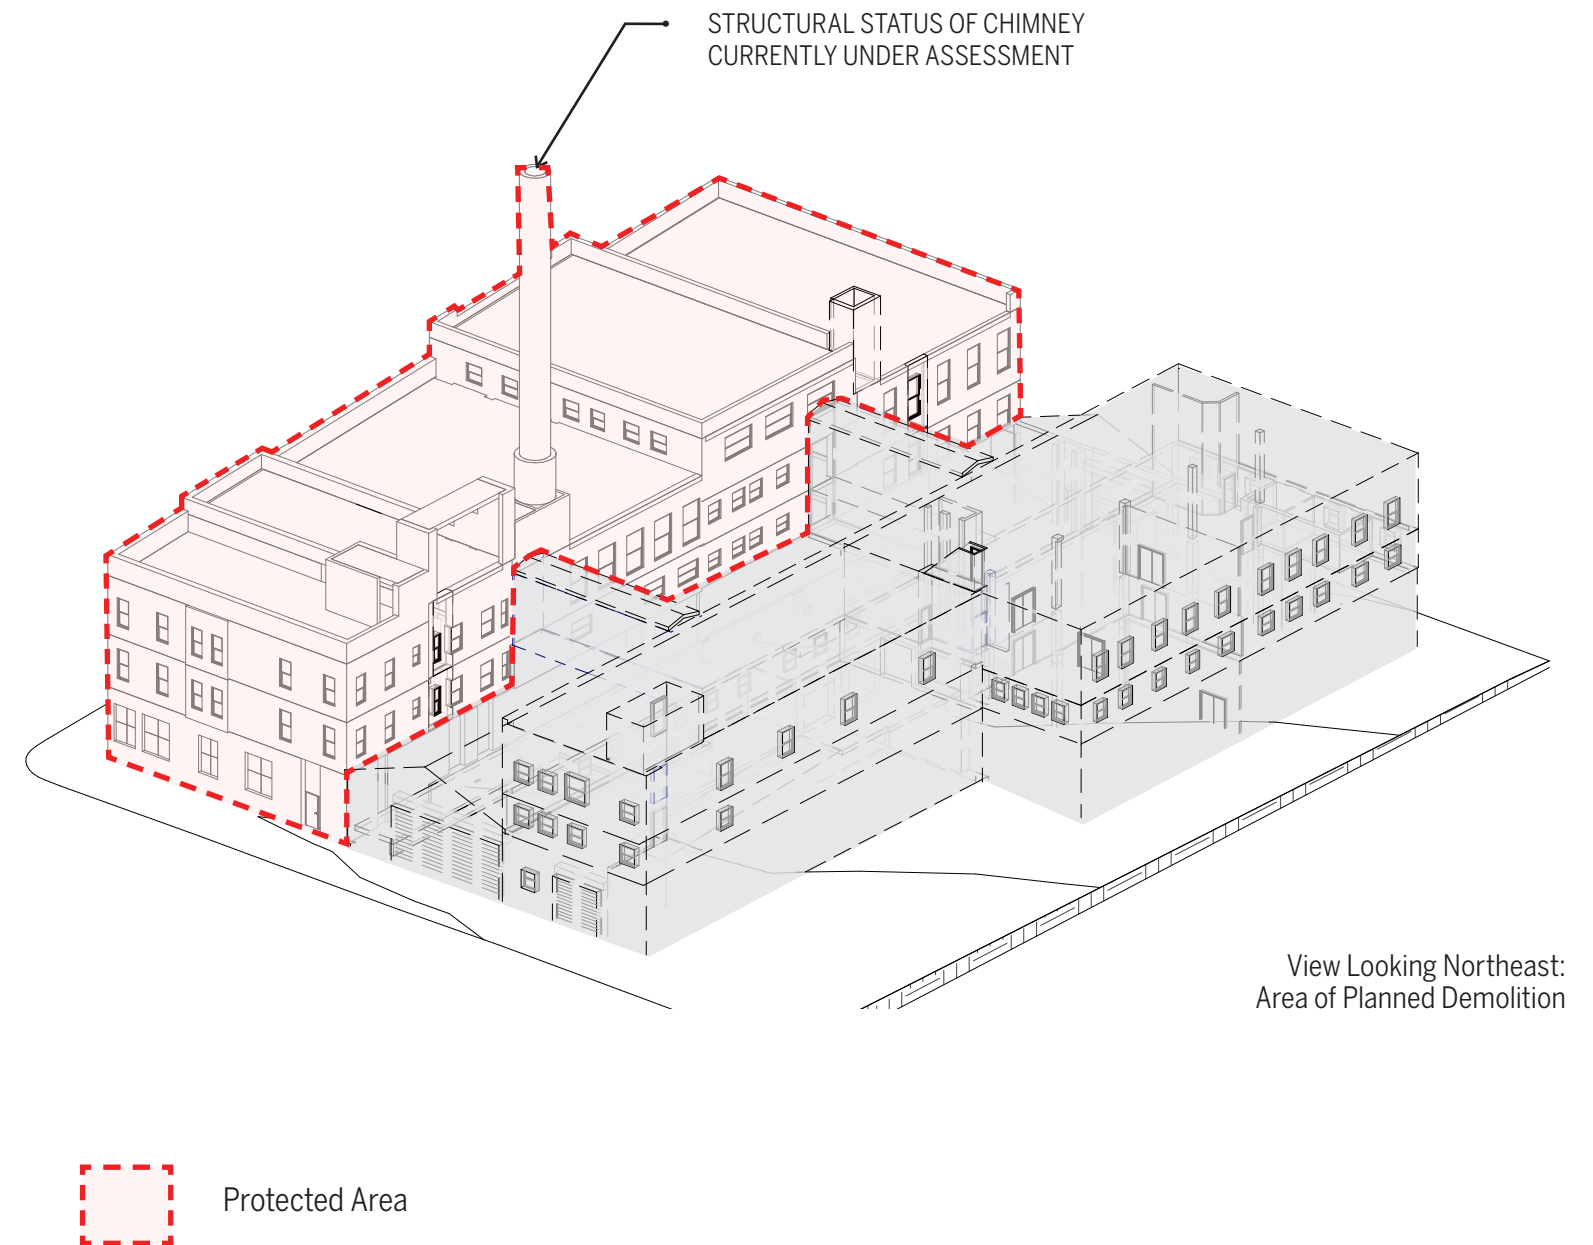 STRUCTURAL STATUS OF CHIMNEY
CURRENTLY UNDER ASSESSMENT
View Looking Northeast:
Area of Planned Demolition
Protected Area